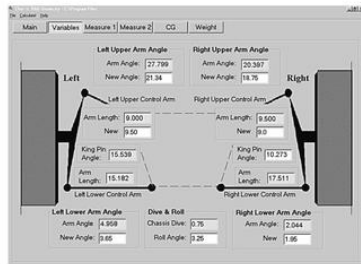 File Calculate Help
Main Variables Measure 1 Measure 2 CG Weight
Left Upper Arm Angle
Arm Angle: 27.799
New Angle: 21.34
Right Upper Arm Angle
Arm Angle: 20.397
New Angle: 18.75
Left
Right
Left Upper Control Arm
Right Upper Control Arm
Arm Length: 9.000
New 9.50
Arm Length: 9.500
New 9.0
King Pin
Angle: 15.539
King Pin
Angle: 10.273
Arm
Length: 15.182
Arm
Length: 17.511
Left Lower Control Arm
Right Lower Control Arm
Left Lower Arm Angle
Arm Angle 4.958
New Angle: 3.65
Dive & Roll
Chassis Dive: 0.75
Roll Angle: 3.25
Right Lower Arm Angle
Arm Angle: 2.044
New Angle: 1.95